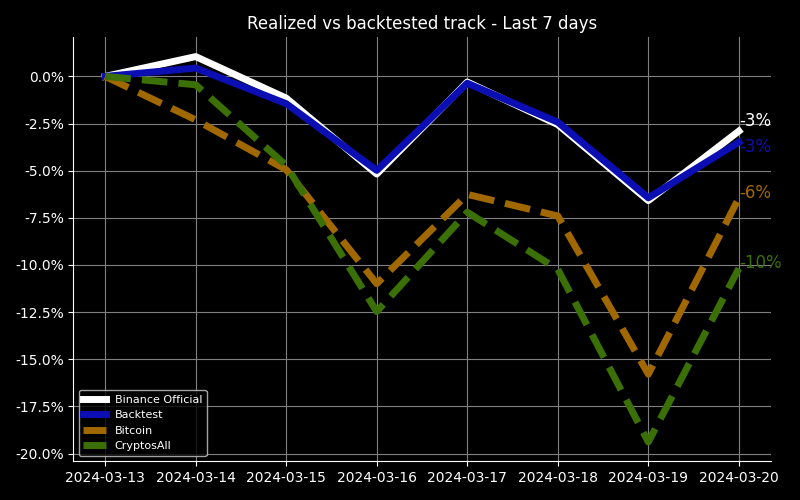 Realized vs backtested track - Last 7 days
0.0%
-2.5%
-5.0%
-7.5%
-10.0%
-12.5%
-15.0%
-17.5%
-20.0%
-3%
-3%
-6%
-10%
Binance Official
Backtest
Bitcoin
CryptosAll
2024-03-13 2024-03-14 2024-03-15 2024-03-16 2024-03-17 2024-03-18 2024-03-19 2024-03-20